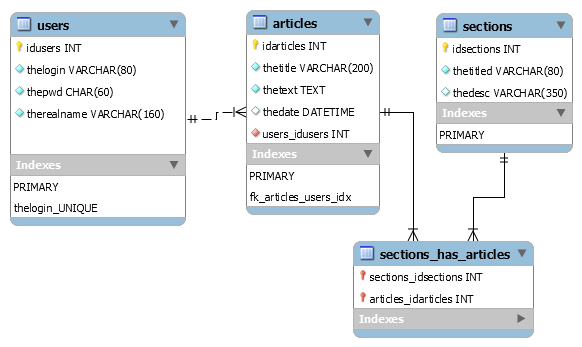 users
idusers INT
thelogin VARCHAR(80)
thepwd CHAR(60)
therealname VARCHAR(160)
Indexes
PRIMARY
thelogin_UNIQUE
articles
idarticles INT
thetitle VARCHAR(200)
thetext TEXT
thedate DATETIME
users_idusers INT
Indexes
PRIMARY
fk_articles_users_idx
sections
idsections INT
thetitled VARCHAR(80)
thedesc VARCHAR(350)
Indexes
PRIMARY
sections_has_articles
sections_idsections INT
articles_idarticles INT
Indexes